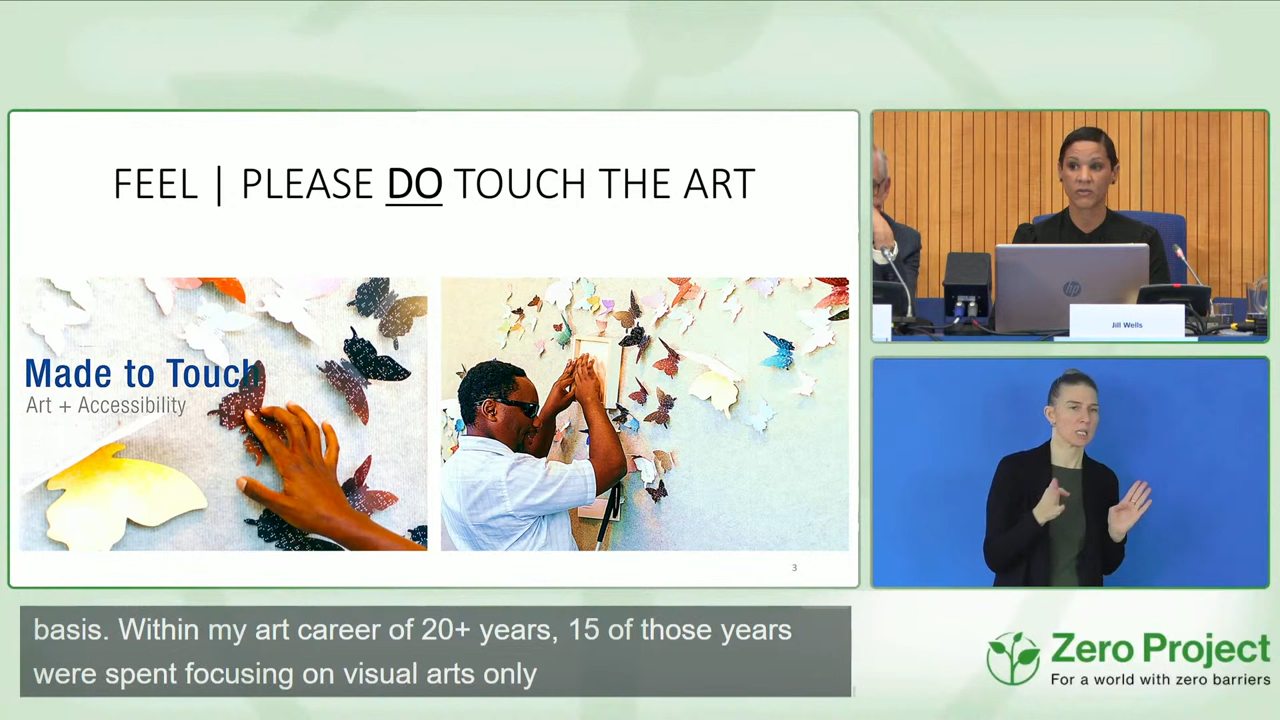 FEEL | PLEASE DO TOUCH THE ART
Made to Touch
Art + Accessibility
3
hp
Jill Wells
basis. Within my art career of 20+ years, 15 of those years
were spent focusing on visual arts only
Zero Project
For a world with zero barriers